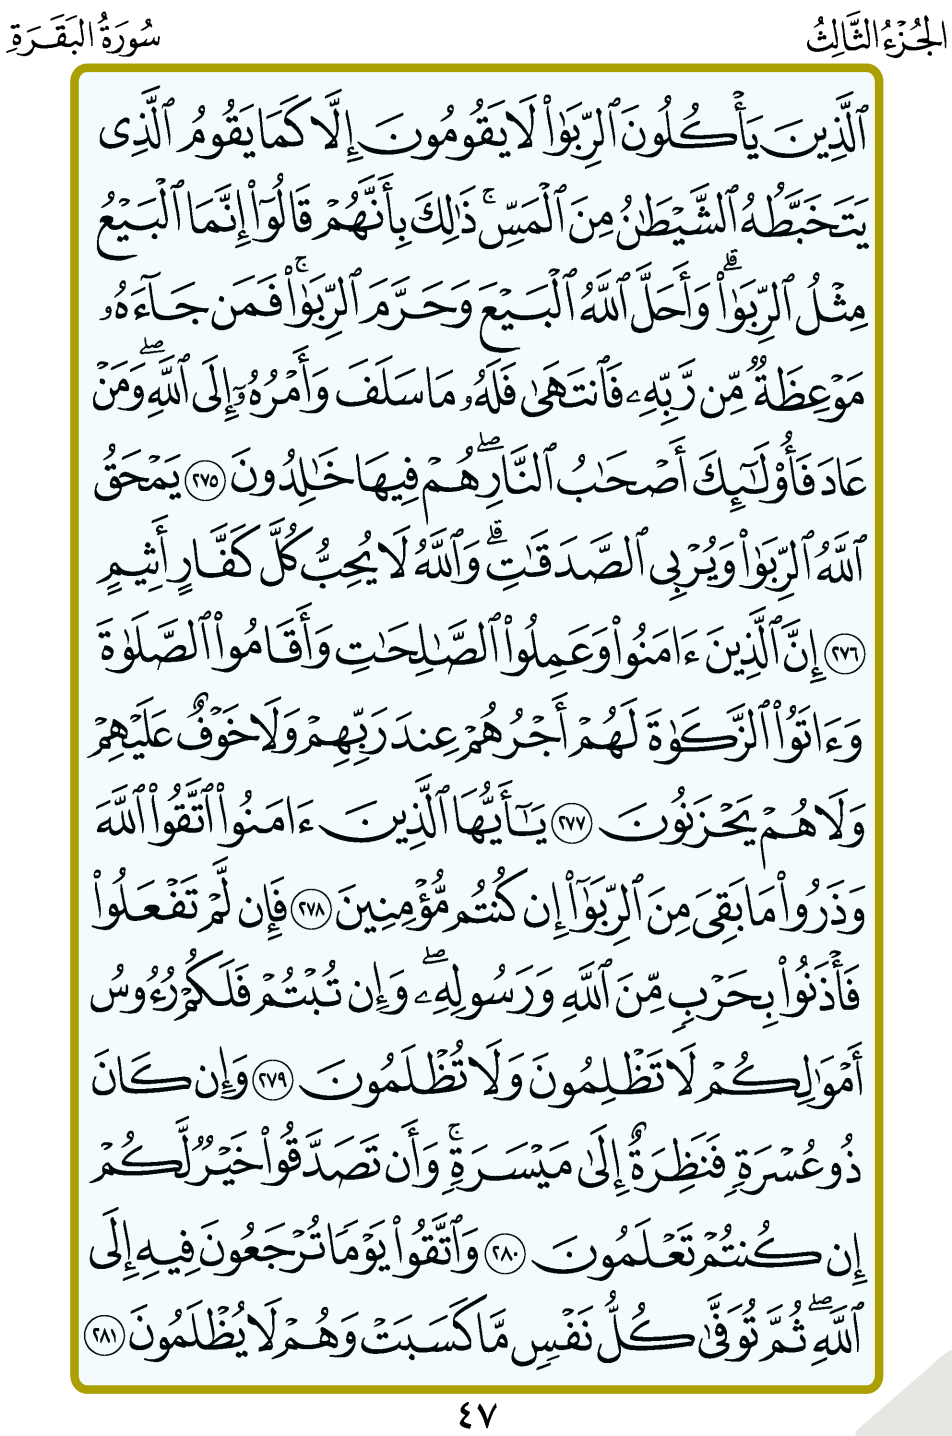 الجُزْءُ الثَّالِثُ
سُورَةُ البَقَرَةِ
ٱلَّذِينَ يَأۡكُلُونَ ٱلرِّبَوٰاْ لَا يَقُومُونَ إِلَّا كَمَا يَقُومُ ٱلَّذِي
يَتَخَبَّطُهُ ٱلشَّيۡطَٰنُ مِنَ ٱلۡمَسِّۚ ذَٰلِكَ بِأَنَّهُمۡ قَالُوٓاْ إِنَّمَا ٱلۡبَيۡعُ
مِثۡلُ ٱلرِّبَوٰاْۗ وَأَحَلَّ ٱللَّهُ ٱلۡبَيۡعَ وَحَرَّمَ ٱلرِّبَوٰاْۚ فَمَن جَآءَهُۥ
مَوۡعِظَةٞ مِّن رَّبِّهِۦ فَٱنتَهَىٰ فَلَهُۥ مَا سَلَفَ وَأَمۡرُهُۥٓ إِلَى ٱللَّهِۖ وَمَنۡ
عَادَ فَأُوْلَٰٓئِكَ أَصۡحَٰبُ ٱلنَّارِۖ هُمۡ فِيهَا خَٰلِدُونَ ٢٧٥ يَمۡحَقُ
ٱللَّهُ ٱلرِّبَوٰاْ وَيُرۡبِي ٱلصَّدَقَٰتِۗ وَٱللَّهُ لَا يُحِبُّ كُلَّ كَفَّارٍ أَثِيمٍ
٢٧٦ إِنَّ ٱلَّذِينَ ءَامَنُواْ وَعَمِلُواْ ٱلصَّٰلِحَٰتِ وَأَقَامُواْ ٱلصَّلَوٰةَ
وَءَاتَوُاْ ٱلزَّكَوٰةَ لَهُمۡ أَجۡرُهُمۡ عِندَ رَبِّهِمۡ وَلَا خَوۡفٌ عَلَيۡهِمۡ
وَلَا هُمۡ يَحۡزَنُونَ ٢٧٧ يَٰٓأَيُّهَا ٱلَّذِينَ ءَامَنُواْ ٱتَّقُواْ ٱللَّهَ
وَذَرُواْ مَا بَقِيَ مِنَ ٱلرِّبَوٰٓاْ إِن كُنتُم مُّؤۡمِنِينَ ٢٧٨ فَإِن لَّمۡ تَفۡعَلُواْ
فَأۡذَنُواْ بِحَرۡبٖ مِّنَ ٱللَّهِ وَرَسُولِهِۦۖ وَإِن تُبۡتُمۡ فَلَكُمۡ رُءُوسُ
أَمۡوَٰلِكُمۡ لَا تَظۡلِمُونَ وَلَا تُظۡلَمُونَ ٢٧٩ وَإِن كَانَ
ذُو عُسۡرَةٖ فَنَظِرَةٌ إِلَىٰ مَيۡسَرَةٖۚ وَأَن تَصَدَّقُواْ خَيۡرٞ لَّكُمۡ
إِن كُنتُمۡ تَعۡلَمُونَ ٢٨٠ وَٱتَّقُواْ يَوۡمٗا تُرۡجَعُونَ فِيهِ إِلَى
ٱللَّهِۖ ثُمَّ تُوَفَّىٰ كُلُّ نَفۡسٖ مَّا كَسَبَتۡ وَهُمۡ لَا يُظۡلَمُونَ ٢٨١
٤٧